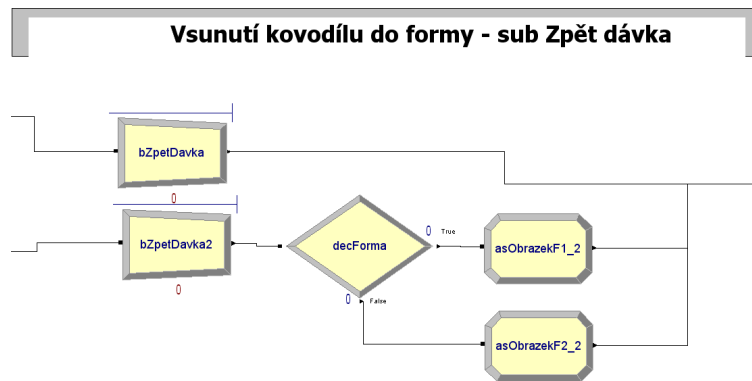 Vsunutí kovodílu do formy - sub Zpět dávka
bZpetDavka
0
bZpetDavka2
0
decForma
0 True
0 False
asObrazekF1_2
asObrazekF2_2